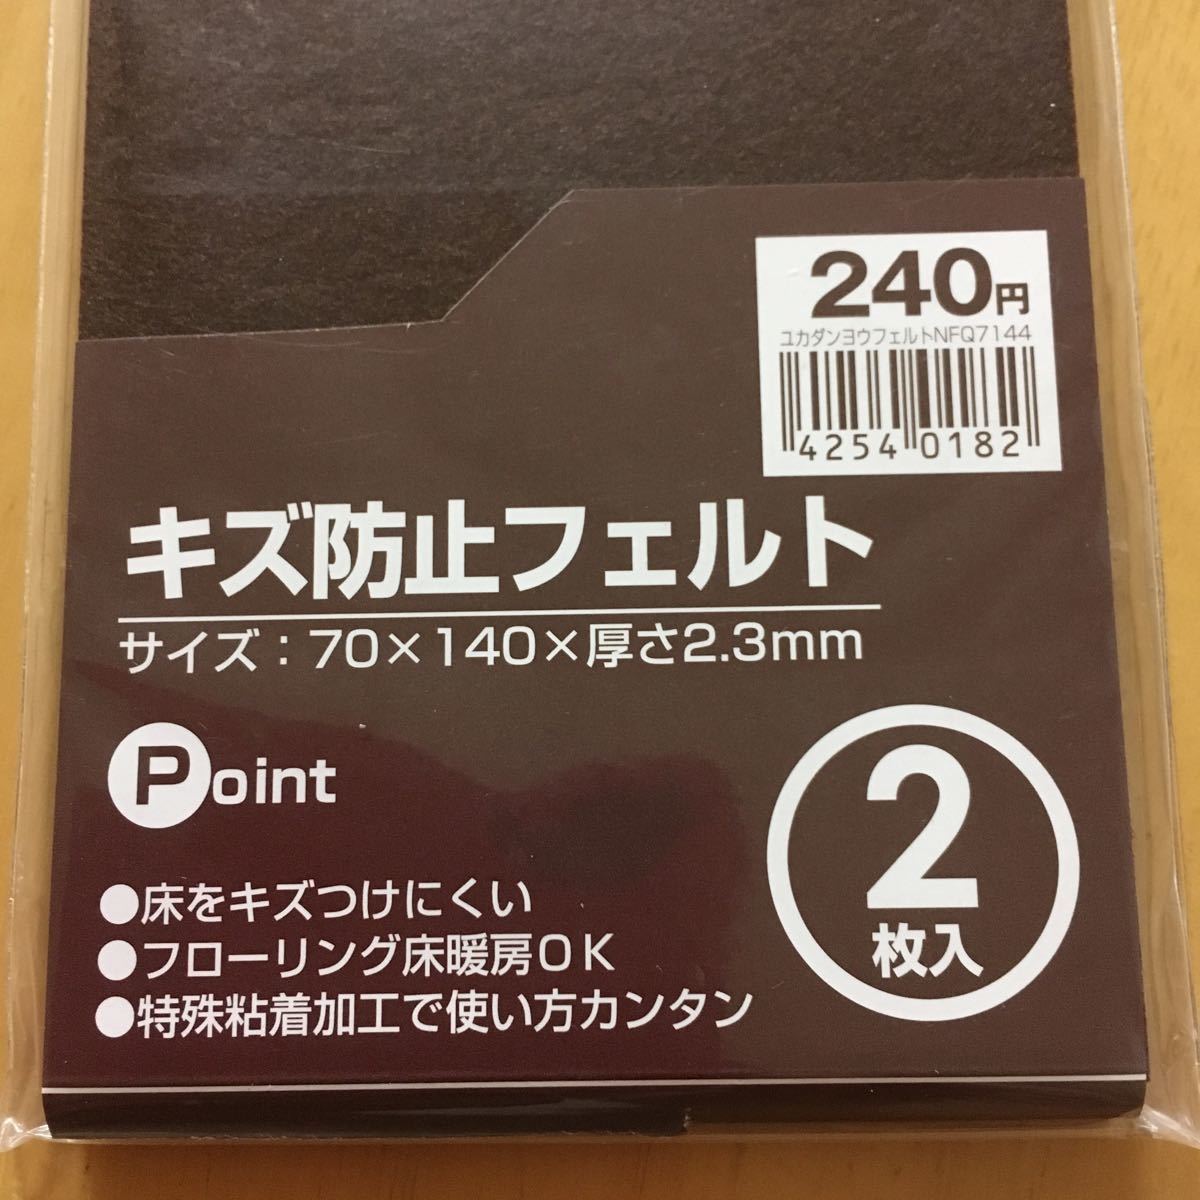 240円
ユカダンヨウフェルトNFQ7144
4254 0182
キズ防止フェルト
サイズ：70×140×厚さ2.3mm
Point
2
枚入
●床をキズつけにくい
●フローリング床暖房OK
●特殊粘着加工で使い方カンタン